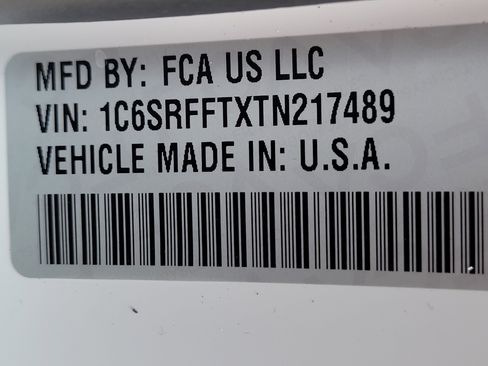 MFD BY: FCA US LLC
VIN: 1C6SRFFTXTN217489
VEHICLE MADE IN: U.S.A.